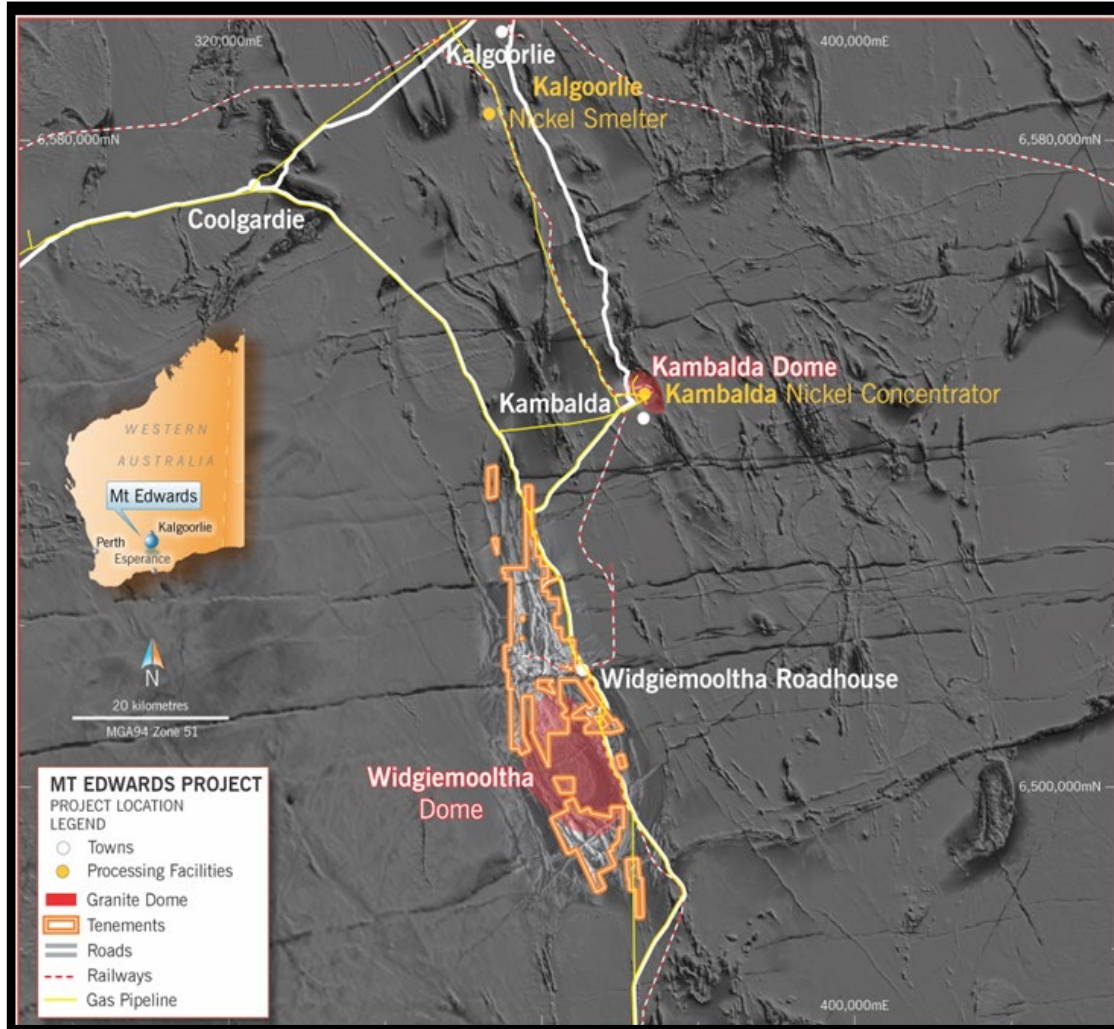 320,000mE
400,000mE
Kalgoorlie
Kalgoorlie
Nickel Smelter
6,580,000mN
6,580,000mN
Coolgardie
Kambalda Dome
Kambalda Nickel Concentrator
Kambalda
WESTERN
AUSTRALIA
Mt Edwards
Kalgoorlie
Perth
Esperance
N
20 kilometres
MGA94 Zone 51
Widgiemooltha Roadhouse
Widgiemooltha
Dome
6,500,000mN
MT EDWARDS PROJECT
PROJECT LOCATION
LEGEND
Towns
Processing Facilities
Granite Dome
Tenements
Roads
Railways
Gas Pipeline
400,000mE